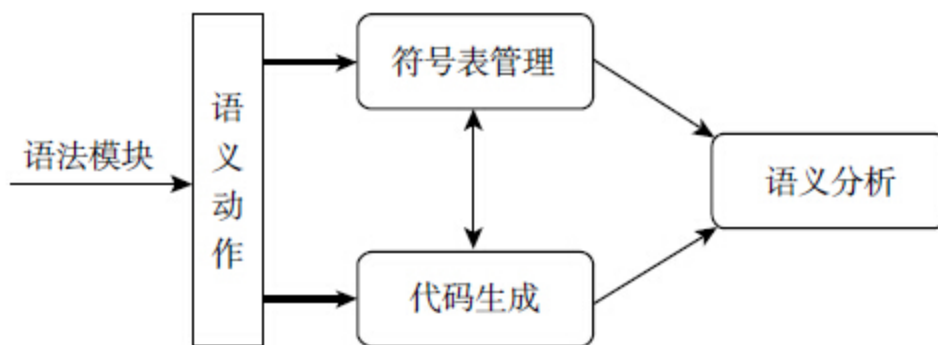 语法模块
语义动作
符号表管理
代码生成
语义分析